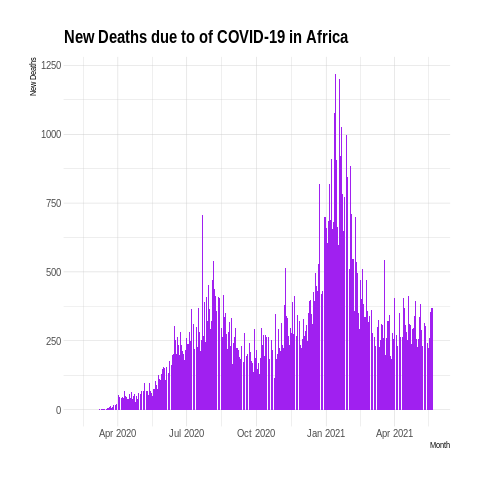 New Deaths due to of COVID-19 in Africa
New Deaths
1250
1000
750
500
250
0
Apr 2020 Jul 2020 Oct 2020 Jan 2021 Apr 2021
Month